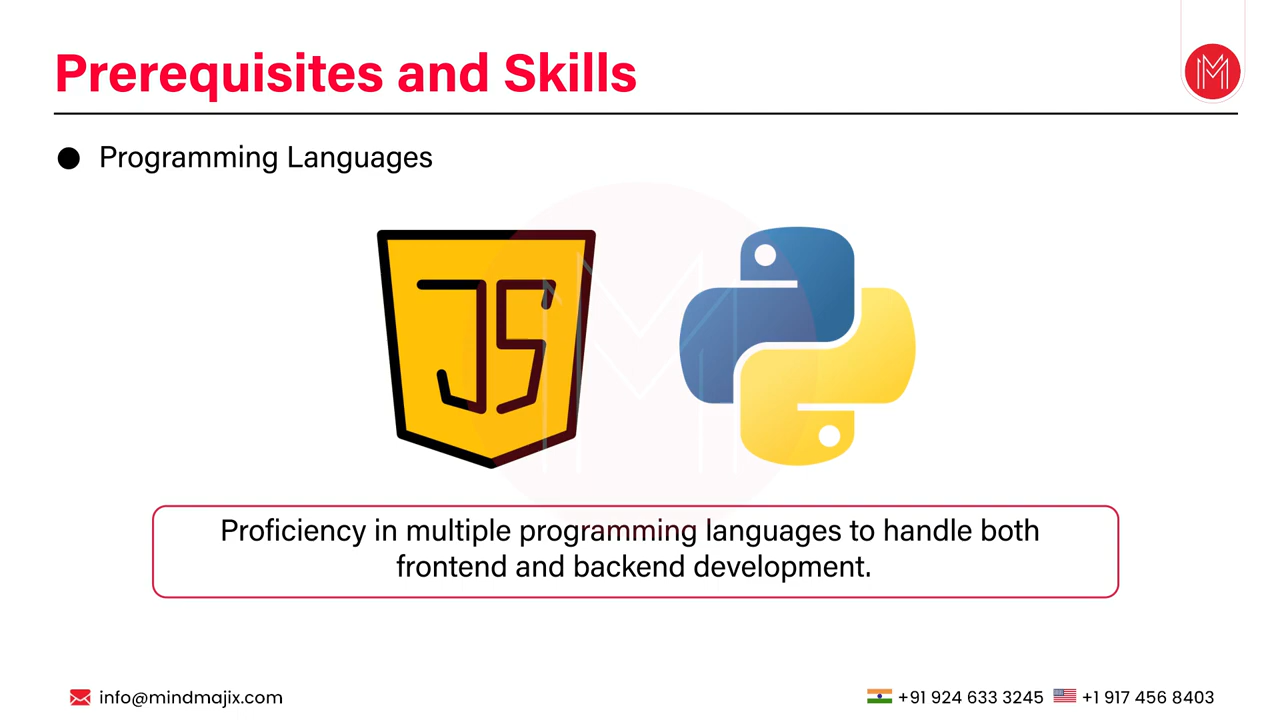 Prerequisites and Skills
M
Programming Languages
JS
Proficiency in multiple programming languages to handle both
frontend and backend development.
info@mindmajix.com
+91 924 633 3245
+1 917 456 8403